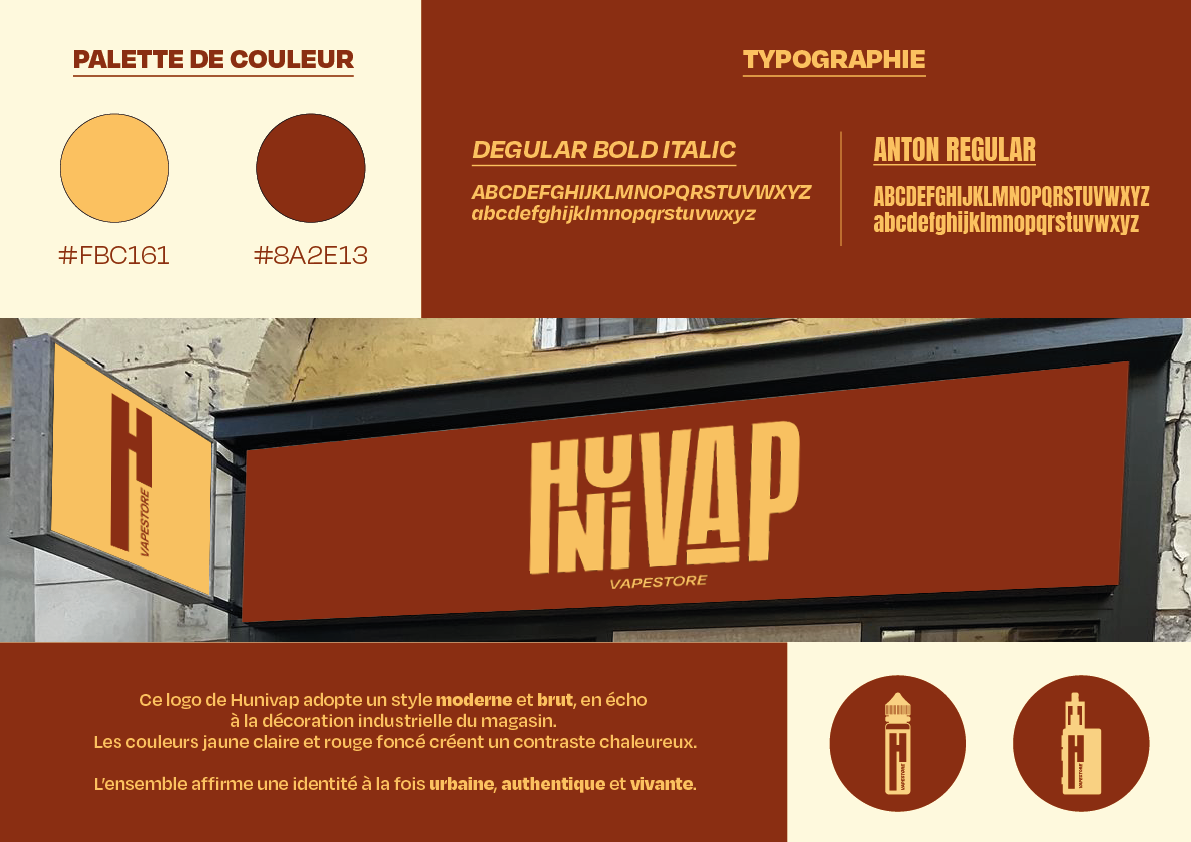 PALETTE DE COULEUR
#FBC161
#8A2E13
TYPOGRAPHIE
DEGULAR BOLD ITALIC
ABCDEFGHIJKLMNOPQRSTUVWXYZ
abcdefghijklmnopqrstuvwxyz
ANTON REGULAR
ABCDEFGHIJKLMNOPQRSTUVWXYZ
abcdefghijklmnopqrstuvwxyz
H
VAPESTORE
HUNIVAP
VAPESTORE
Ce logo de Hunivap adopte un style moderne et brut, en écho
à la décoration industrielle du magasin.
Les couleurs jaune claire et rouge foncé créent un contraste chaleureux.
L'ensemble affirme une identité à la fois urbaine, authentique et vivante.
H
VAPESTORE
H
VAPESTORE